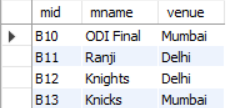 mid mname venue
B10 ODI Final Mumbai
B11 Ranji Delhi
B12 Knights Delhi
B13 Knicks Mumbai